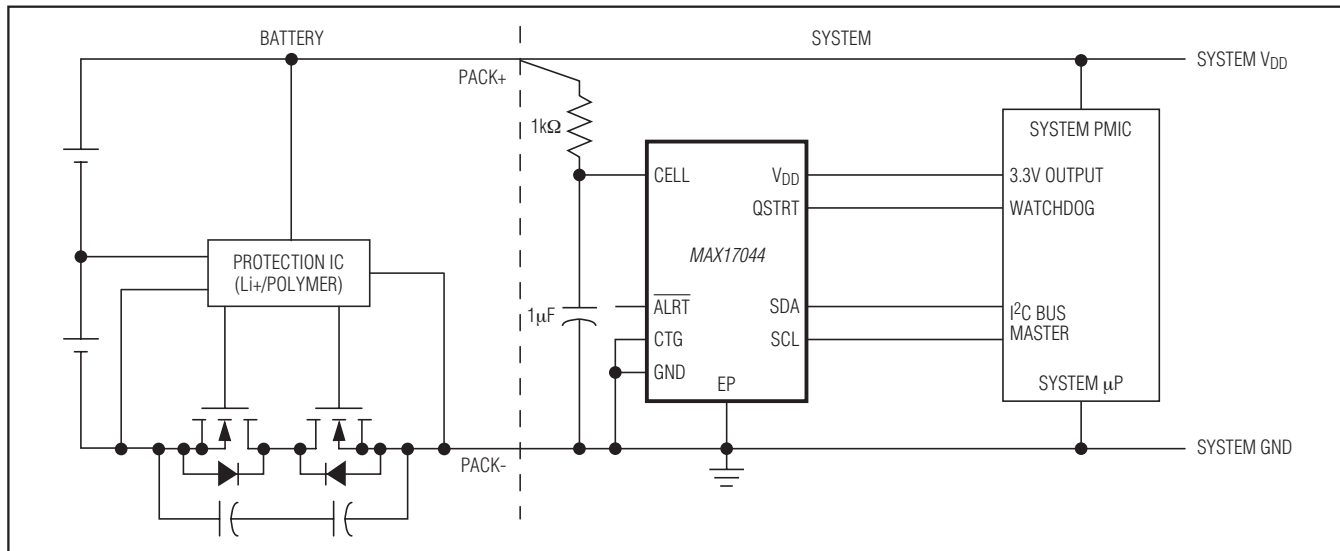 BATTERY
SYSTEM
PACK+
SYSTEM VDD
1kΩ
SYSTEM PMIC
CELL
VDD
3.3V OUTPUT
QSTRT
WATCHDOG
MAX17044
PROTECTION IC
(Li+/POLYMER)
1μF
ALRT
SDA
I2C BUS
MASTER
CTG
SCL
GND
EP
SYSTEM μP
PACK-
SYSTEM GND